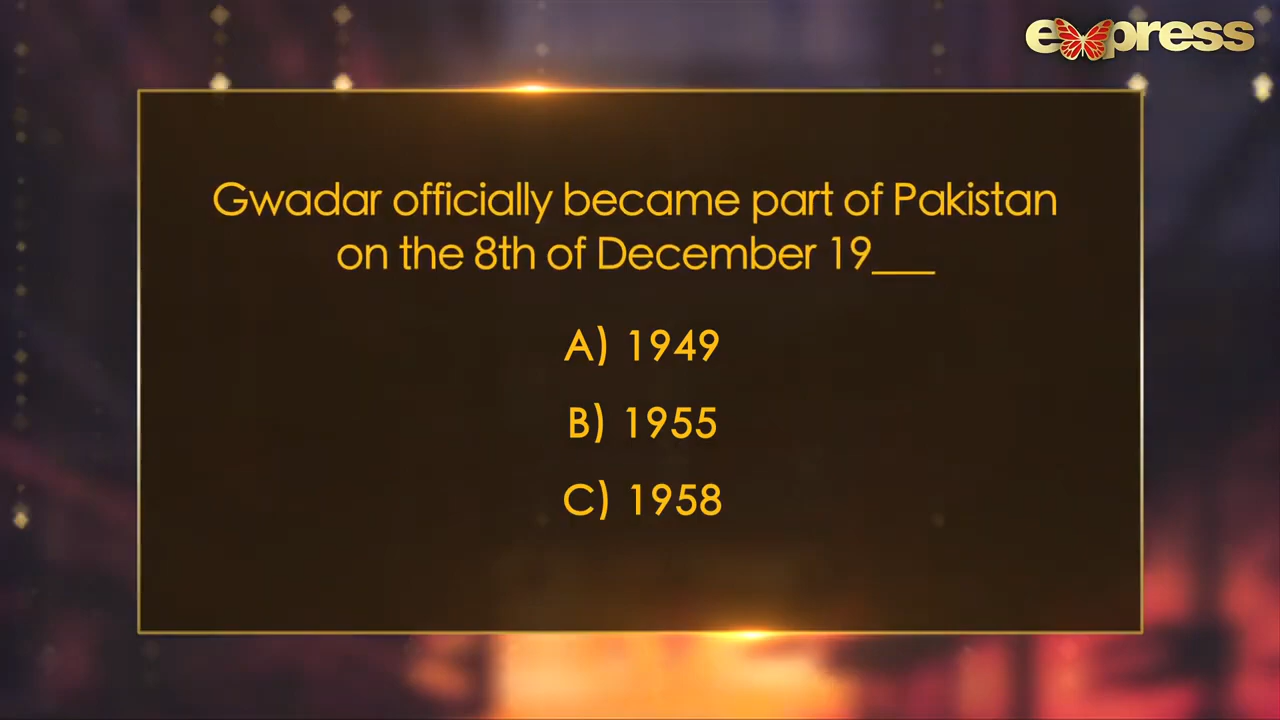 express
Gwadar officially became part of Pakistan
on the 8th of December 19___
A) 1949
B) 1955
C) 1958